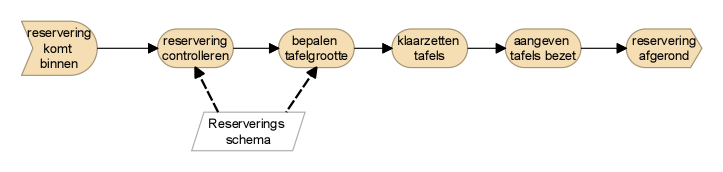 reservering
komt
binnen
reservering
controlleren
bepalen
tafelgrootte
klaarzetten
tafels
aangeven
tafels bezet
reservering
afgerond
Reserverings
schema